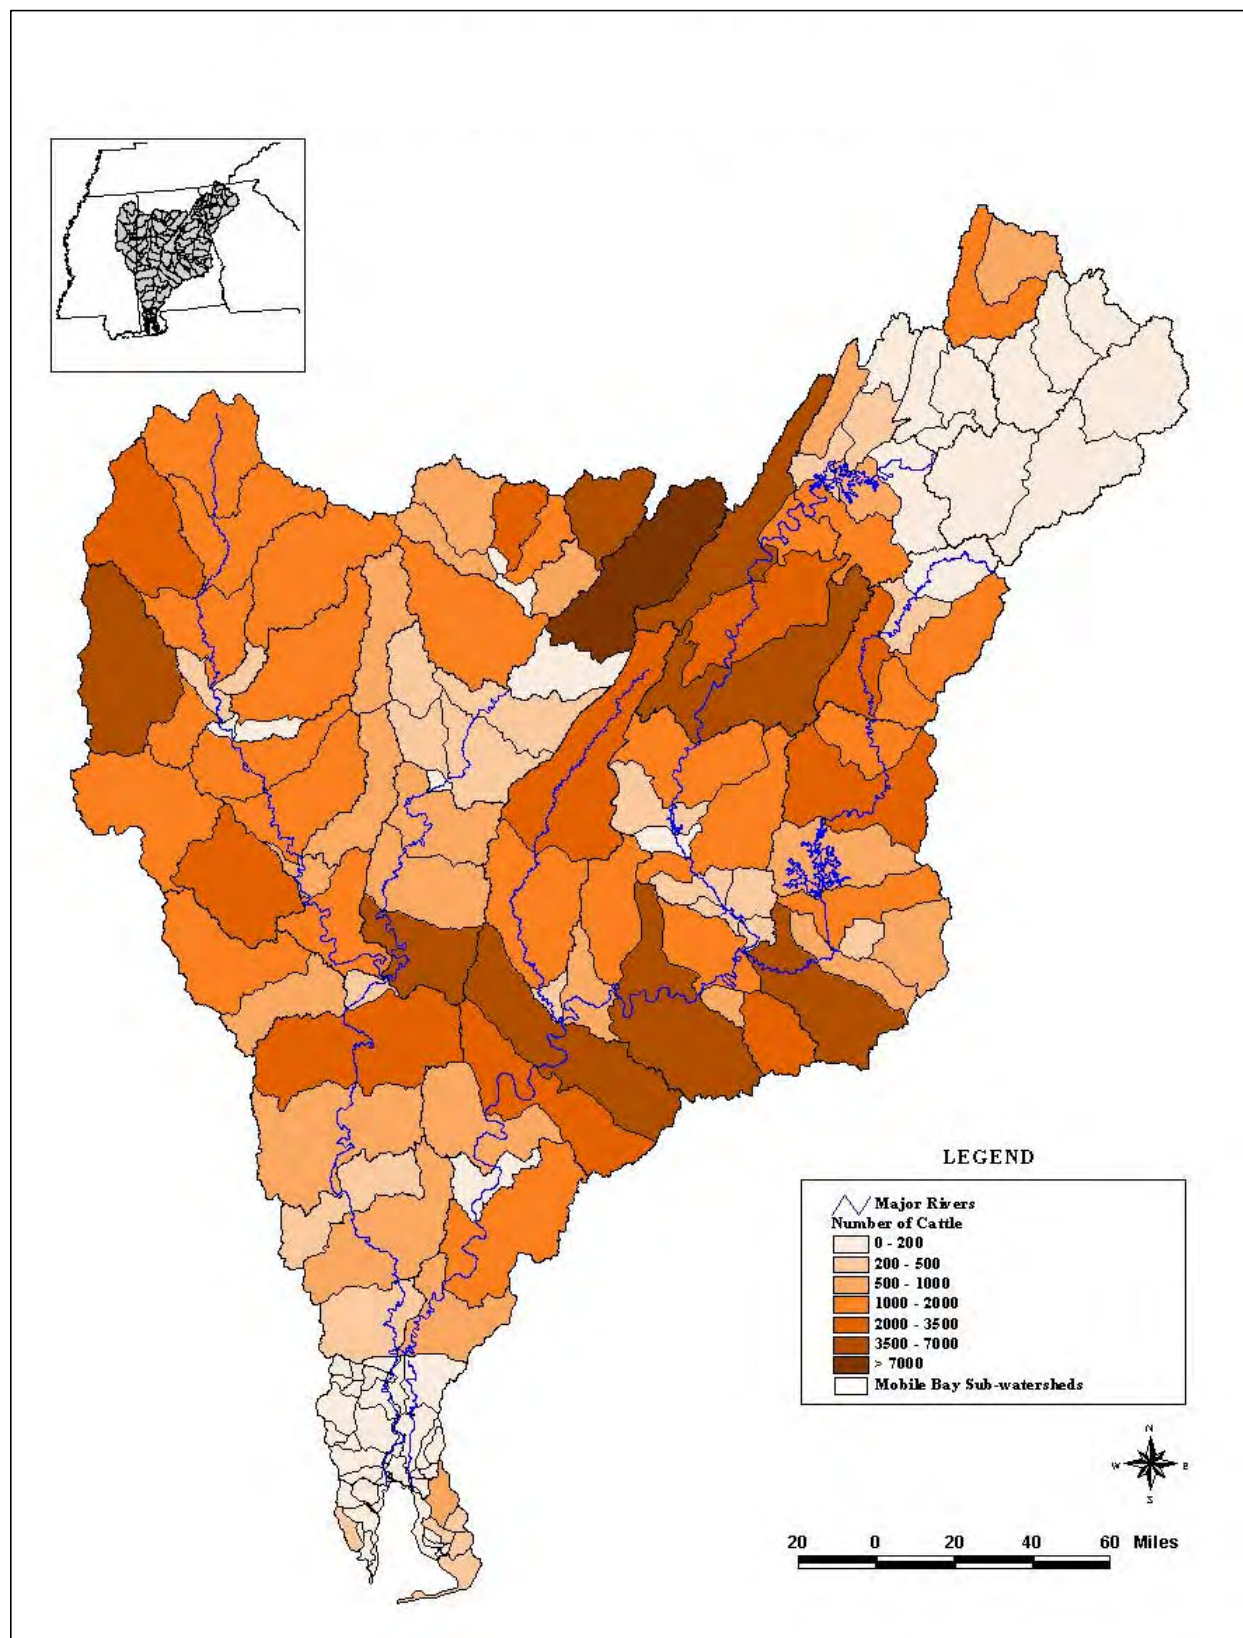 LEGEND
Major Rivers
Number of Cattle
0 - 200
200 - 500
500 - 1000
1000 - 2000
2000 - 3500
3500 - 7000
> 7000
Mobile Bay Sub-watersheds
N
W E
S
20 0 20 40 60 Miles